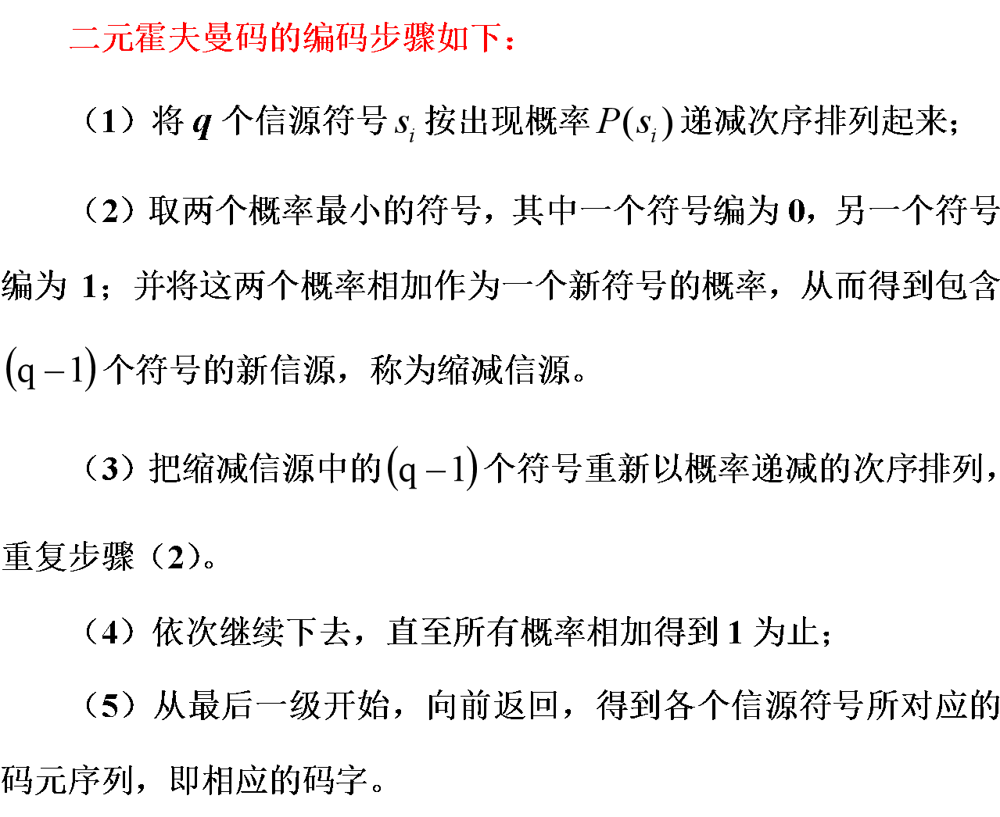 二元霍夫曼码的编码步骤如下：
（1）将 q 个信源符号 s_i 按出现概率 P(s_i) 递减次序排列起来；
（2）取两个概率最小的符号，其中一个符号编为 0，另一个符号
编为 1；并将这两个概率相加作为一个新符号的概率，从而得到包含
(q－1) 个符号的新信源，称为缩减信源。
（3）把缩减信源中的 (q－1) 个符号重新以概率递减的次序排列，
重复步骤（2）。
（4）依次继续下去，直至所有概率相加得到 1 为止；
（5）从最后一级开始，向前返回，得到各个信源符号所对应的
码元序列，即相应的码字。